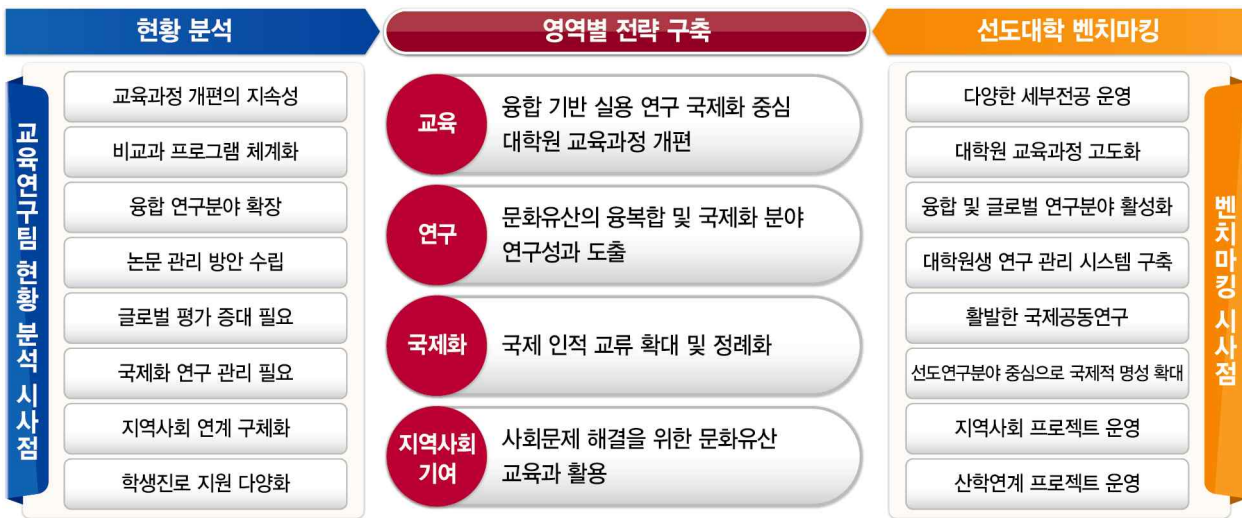 현황 분석
영역별 전략 구축
선도대학 벤치마킹
교육연구팀 현황 분석 시사점
교육과정 개편의 지속성
비교과 프로그램 체계화
융합 연구분야 확장
논문 관리 방안 수립
글로벌 평가 증대 필요
국제화 연구 관리 필요
지역사회 연계 구체화
학생진로 지원 다양화
교육
융합 기반 실용 연구 국제화 중심
대학원 교육과정 개편
연구
문화유산의 융복합 및 국제화 분야
연구성과 도출
국제화
국제 인적 교류 확대 및 정례화
지역사회
기여
사회문제 해결을 위한 문화유산
교육과 활용
다양한 세부전공 운영
대학원 교육과정 고도화
융합 및 글로벌 연구분야 활성화
대학원생 연구 관리 시스템 구축
활발한 국제공동연구
선도연구분야 중심으로 국제적 명성 확대
지역사회 프로젝트 운영
산학연계 프로젝트 운영
벤치마킹 시사점